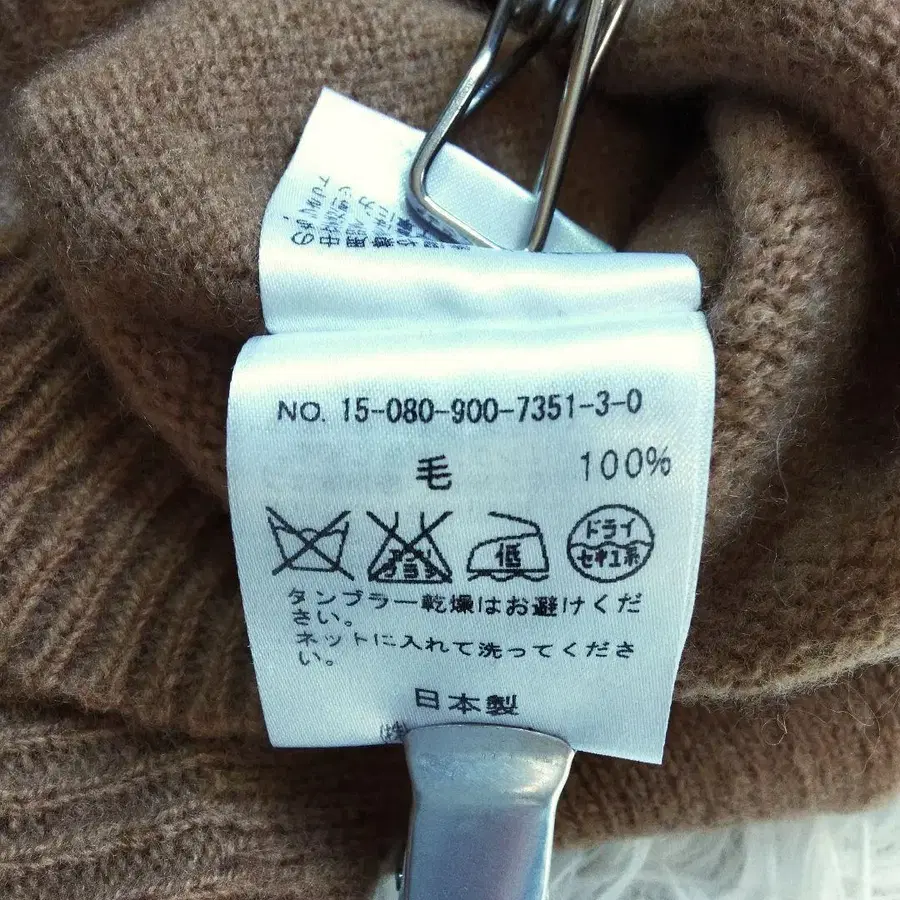 NO. 15-080-900-7351-3-0
毛 100%
低
ドライ
セキユ系
タンブラー乾燥はお避けくだ
さい。
ネットに入れて洗ってくださ
い。
日本製